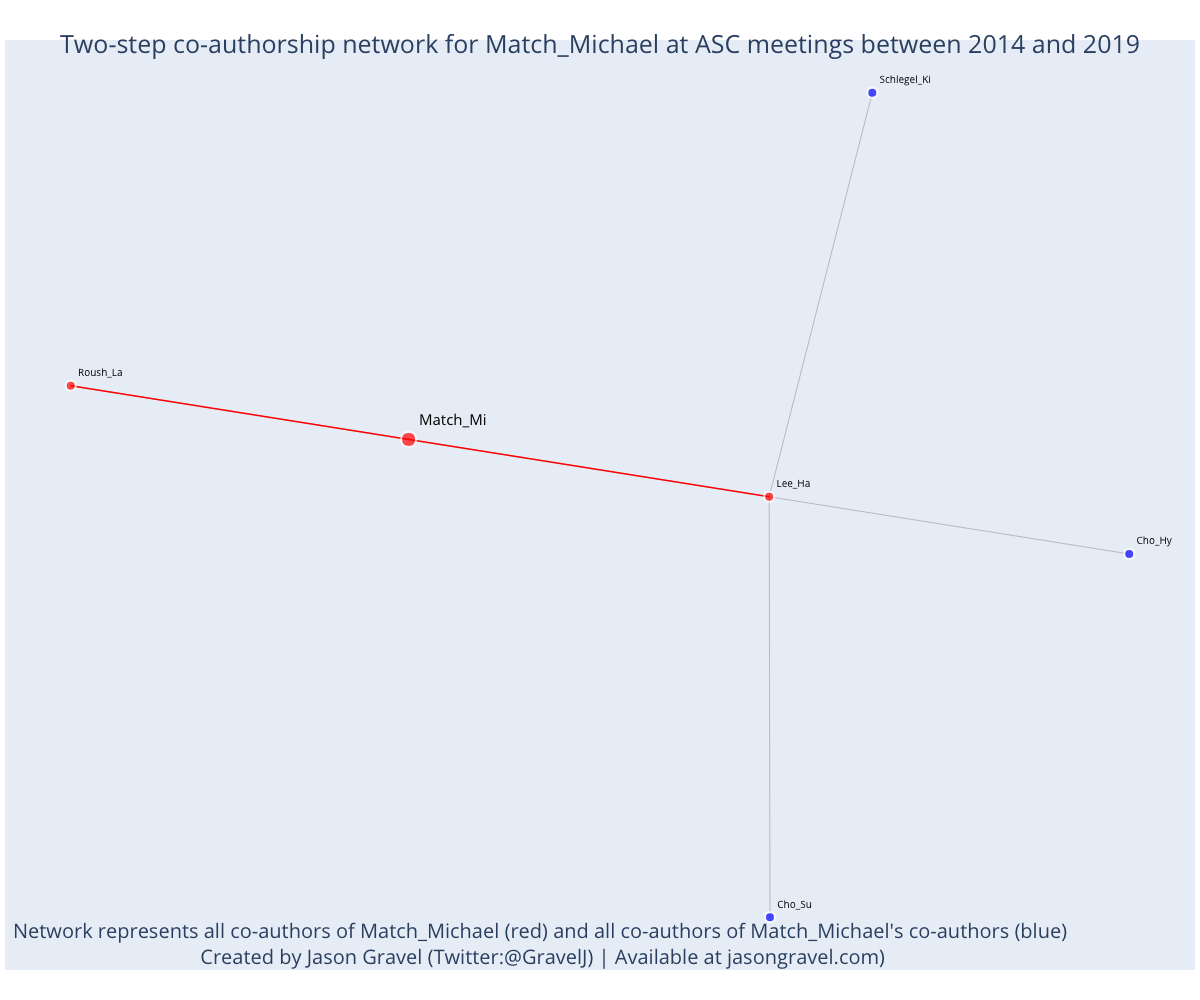 Two-step co-authorship network for Match_Michael at ASC meetings between 2014 and 2019
Schlegel_Ki
Roush_La
Match_Mi
Lee_Ha
Cho_Hy
Cho_Su
Network represents all co-authors of Match_Michael (red) and all co-authors of Match_Michael's co-authors (blue)
Created by Jason Gravel (Twitter:@GravelJ) | Available at jasongravel.com)